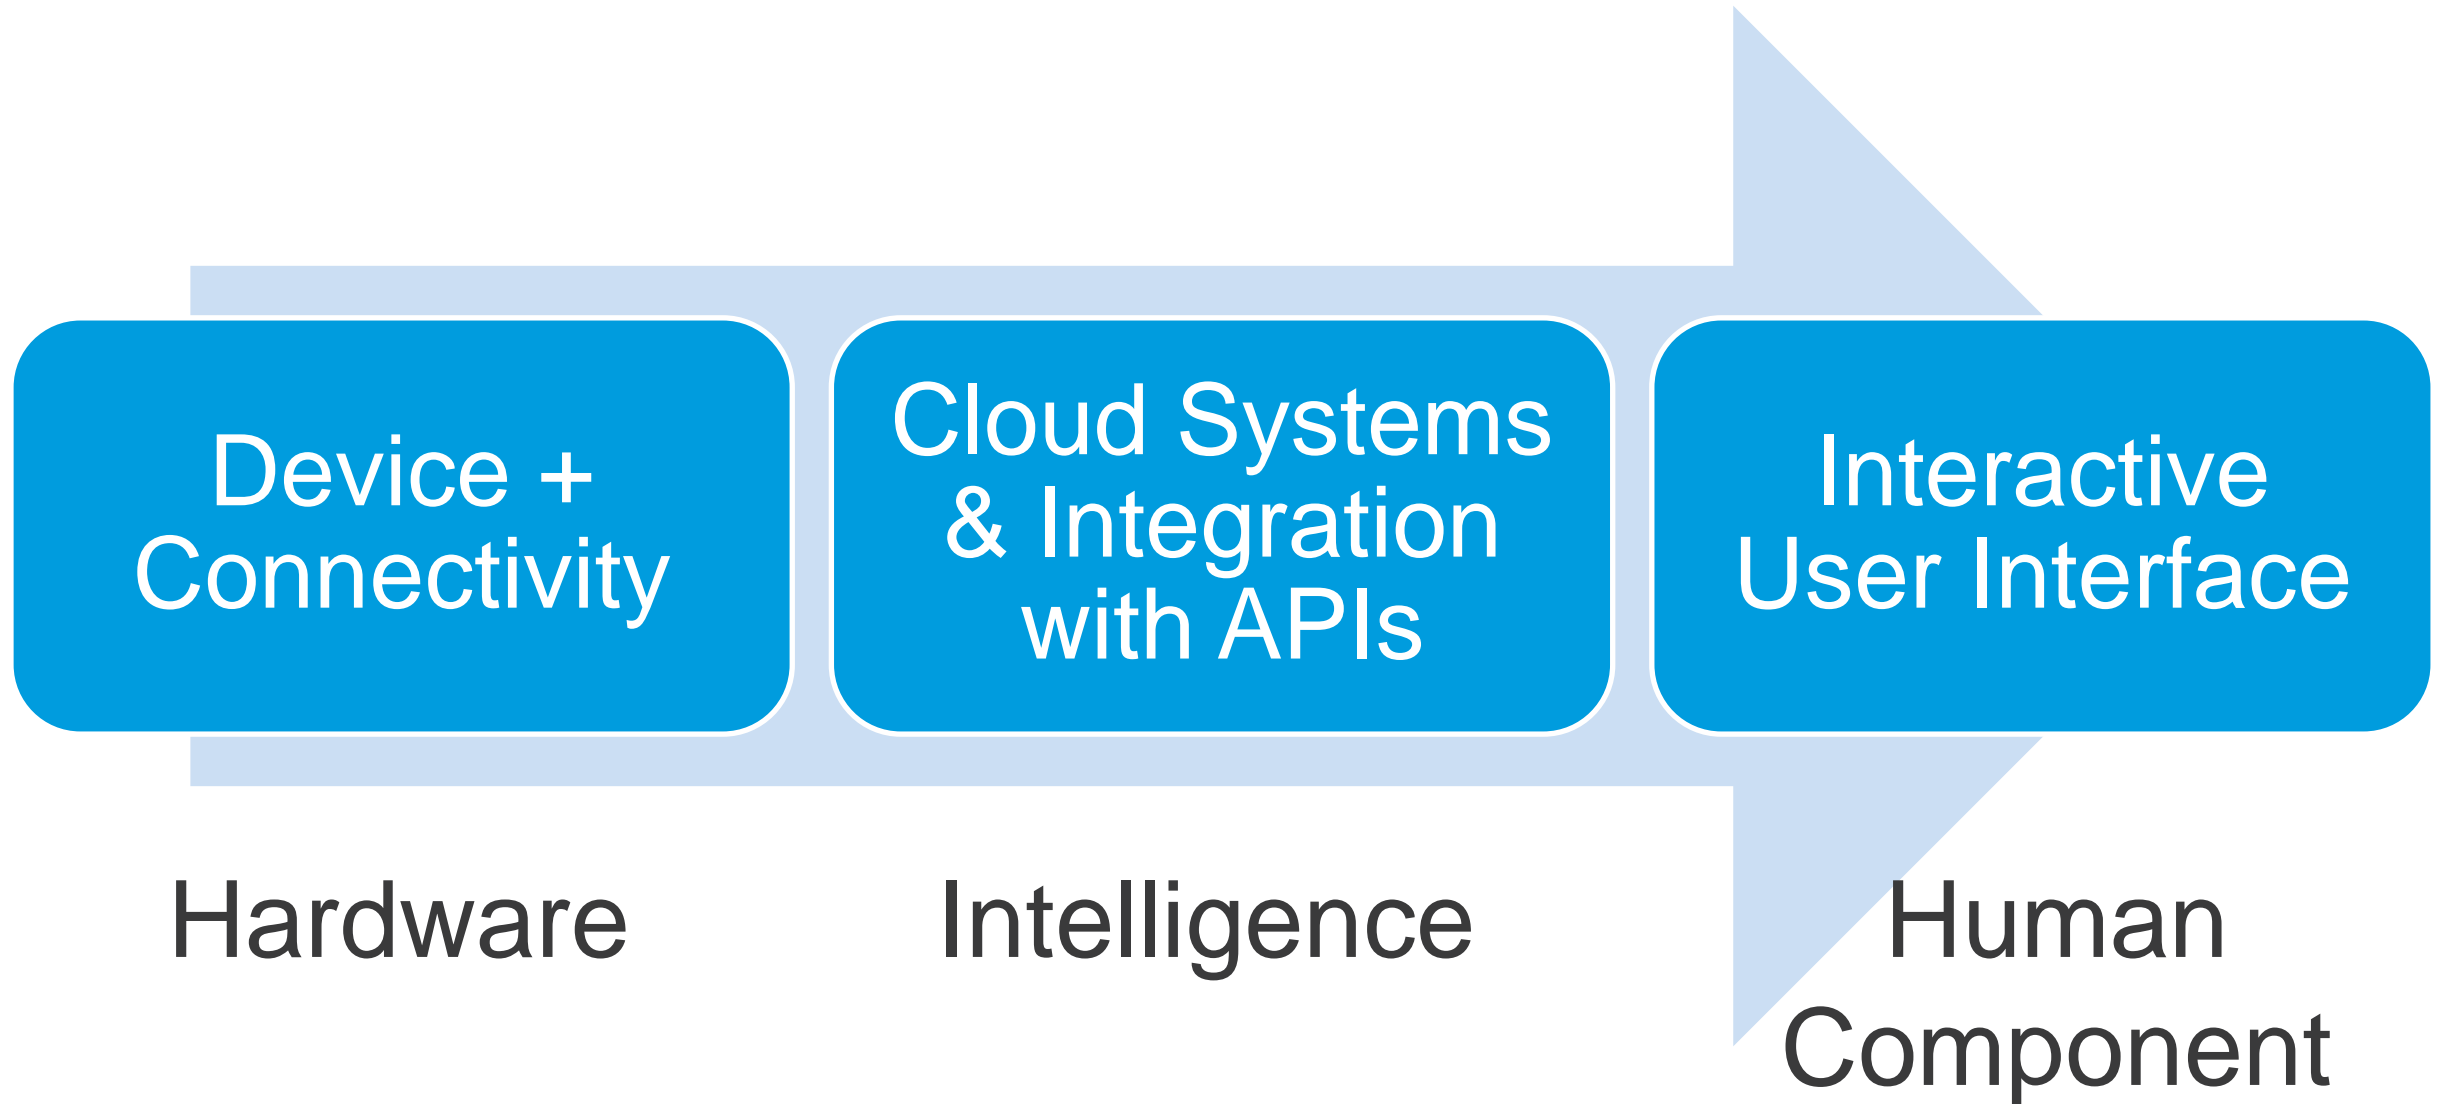 Device +
Connectivity
Cloud Systems
& Integration
with APIs
Interactive
User Interface
Hardware
Intelligence
Human
Component